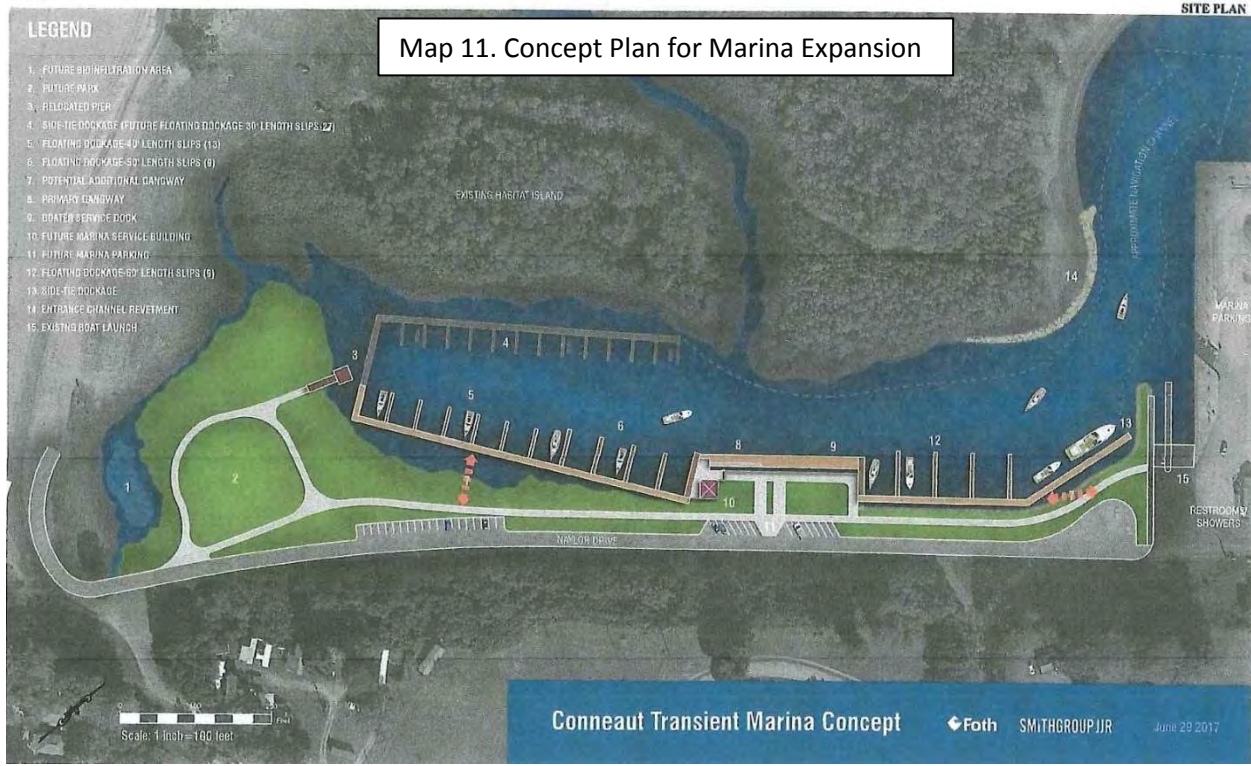 SITE PLAN
Map 11. Concept Plan for Marina Expansion
LEGEND
1. FUTURE BIOINFILTRATION AREA
2. FUTURE PARK
3. RELOCATED PIER
4. SIDE-TIE DOCKAGE (FUTURE FLOATING DOCKAGE-30' LENGTH SLIPS (27)
5. FLOATING DOCKAGE-40' LENGTH SLIPS (13)
6. FLOATING DOCKAGE-50' LENGTH SLIPS (8)
7. POTENTIAL ADDITIONAL GANGWAY
8. PRIMARY GANGWAY
9. BOATER SERVICE DOCK
10. FUTURE MARINA SERVICE BUILDING
11. FUTURE MARINA PARKING
12. FLOATING DOCKAGE-60' LENGTH SLIPS (9)
13. SIDE-TIE DOCKAGE
14. ENTRANCE CHANNEL REVETMENT
15. EXISTING BOAT LAUNCH
EXISTING HABITAT ISLAND
APPROXIMATE NAVIGATION CHANNEL
14
MARINA
PARKING
3
4
5
6
8
9
12
13
15
1
2
7
10
7
11
RESTROOMS/
SHOWERS
NAYLOR DRIVE
0
100
Feet
Scale: 1 inch=100 feet
Conneaut Transient Marina Concept
Foth
SMITHGROUPJJR
June 29 2017